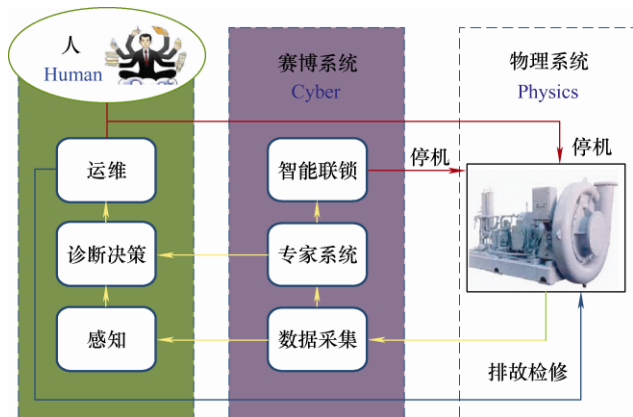 人
Human
赛博系统
Cyber
物理系统
Physics
运维
智能联锁
停机
停机
诊断决策
专家系统
感知
数据采集
排故检修